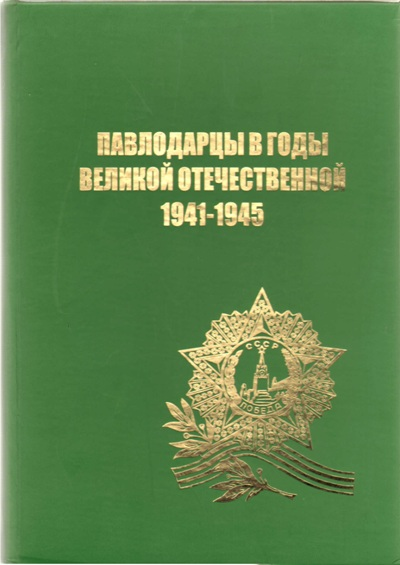 ПАВЛОДАРЦЫ В ГОДЫ
ВЕЛИКОЙ ОТЕЧЕСТВЕННОЙ
1941-1945
СССР
ПОБЕДА